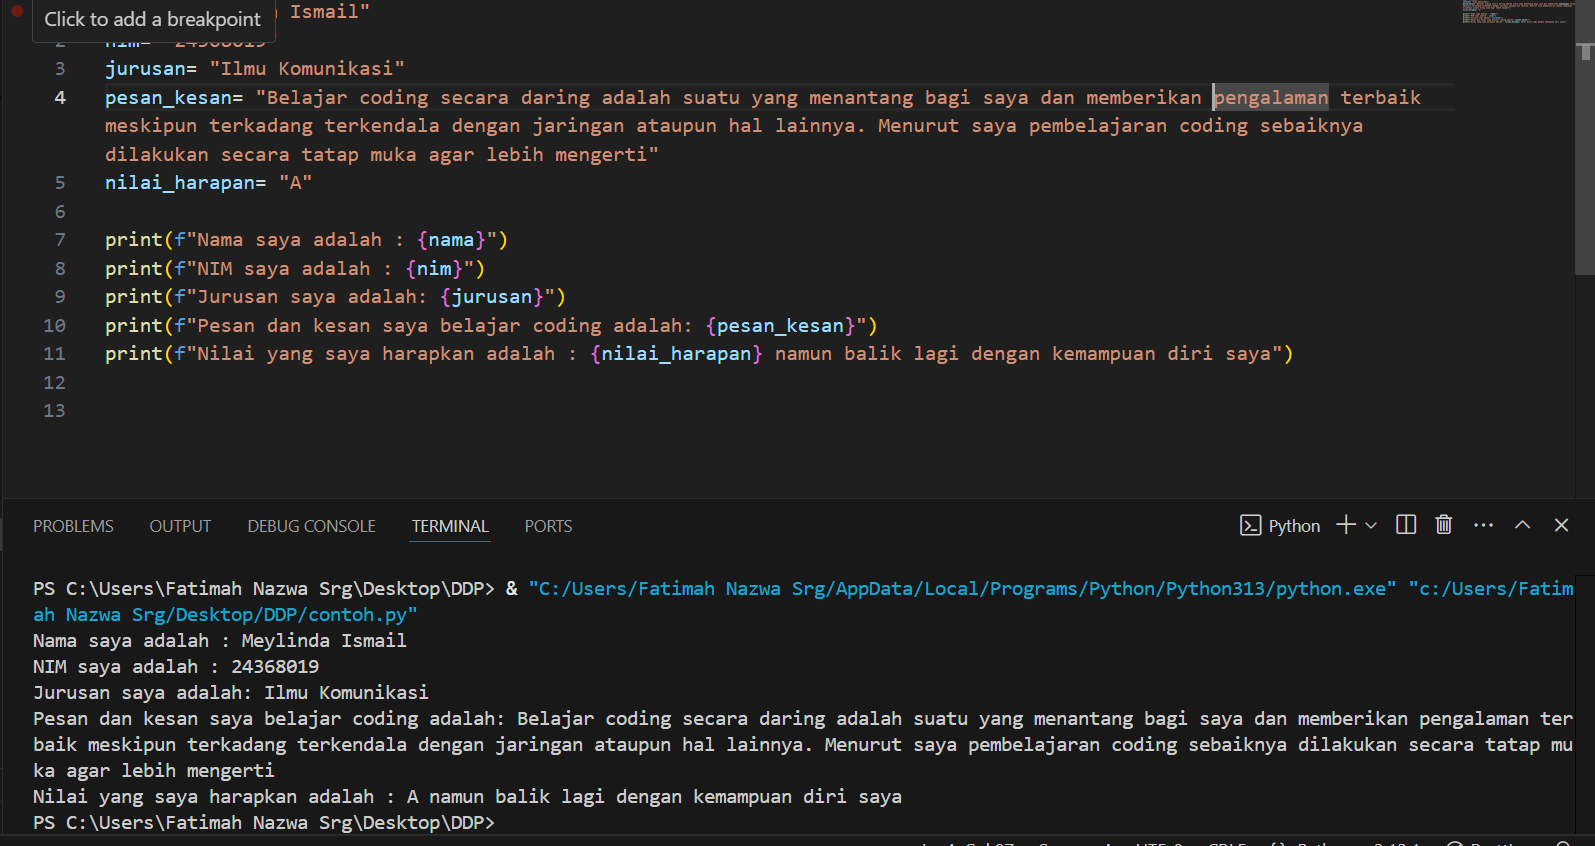 Click to add a breakpoint Ismail"
nim= "24368019"
3 jurusan= "Ilmu Komunikasi"
4 pesan_kesan= "Belajar coding secara daring adalah suatu yang menantang bagi saya dan memberikan pengalaman terbaik
meskipun terkadang terkendala dengan jaringan ataupun hal lainnya. Menurut saya pembelajaran coding sebaiknya
dilakukan secara tatap muka agar lebih mengerti"
5 nilai_harapan= "A"
6
7 print(f"Nama saya adalah : {nama}")
8 print(f"NIM saya adalah : {nim}")
9 print(f"Jurusan saya adalah: {jurusan}")
10 print(f"Pesan dan kesan saya belajar coding adalah: {pesan_kesan}")
11 print(f"Nilai yang saya harapkan adalah : {nilai_harapan} namun balik lagi dengan kemampuan diri saya")
12
13
PROBLEMS OUTPUT DEBUG CONSOLE TERMINAL PORTS Python
PS C:\Users\Fatimah Nazwa Srg\Desktop\DDP> & "C:/Users/Fatimah Nazwa Srg/AppData/Local/Programs/Python/Python313/python.exe" "c:/Users/Fatim
ah Nazwa Srg/Desktop/DDP/contoh.py"
Nama saya adalah : Meylinda Ismail
NIM saya adalah : 24368019
Jurusan saya adalah: Ilmu Komunikasi
Pesan dan kesan saya belajar coding adalah: Belajar coding secara daring adalah suatu yang menantang bagi saya dan memberikan pengalaman ter
baik meskipun terkadang terkendala dengan jaringan ataupun hal lainnya. Menurut saya pembelajaran coding sebaiknya dilakukan secara tatap mu
ka agar lebih mengerti
Nilai yang saya harapkan adalah : A namun balik lagi dengan kemampuan diri saya
PS C:\Users\Fatimah Nazwa Srg\Desktop\DDP>